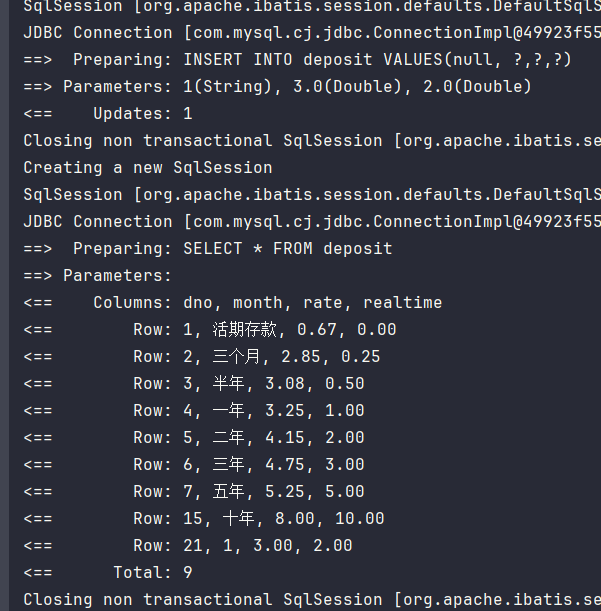 SqlSession [org.apache.ibatis.session.defaults.DefaultSqlS
JDBC Connection [com.mysql.cj.jdbc.ConnectionImpl@49923f55
==>  Preparing: INSERT INTO deposit VALUES(null, ?,?,?)
==> Parameters: 1(String), 3.0(Double), 2.0(Double)
<==    Updates: 1
Closing non transactional SqlSession [org.apache.ibatis.se
Creating a new SqlSession
SqlSession [org.apache.ibatis.session.defaults.DefaultSqlS
JDBC Connection [com.mysql.cj.jdbc.ConnectionImpl@49923f55
==>  Preparing: SELECT * FROM deposit
==> Parameters:
<==    Columns: dno, month, rate, realtime
<==        Row: 1, 活期存款, 0.67, 0.00
<==        Row: 2, 三个月, 2.85, 0.25
<==        Row: 3, 半年, 3.08, 0.50
<==        Row: 4, 一年, 3.25, 1.00
<==        Row: 5, 二年, 4.15, 2.00
<==        Row: 6, 三年, 4.75, 3.00
<==        Row: 7, 五年, 5.25, 5.00
<==        Row: 15, 十年, 8.00, 10.00
<==        Row: 21, 1, 3.00, 2.00
<==      Total: 9
Closing non transactional SqlSession [org.apache.ibatis.se